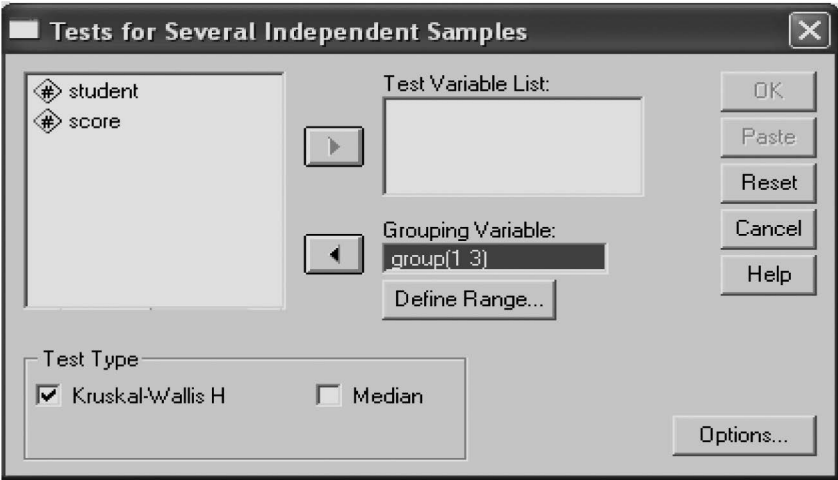 Tests for Several Independent Samples
# student
# score
Test Variable List:
Grouping Variable:
group(1 3)
Define Range...
OK
Paste
Reset
Cancel
Help
Test Type
Kruskal-Wallis H
Median
Options...